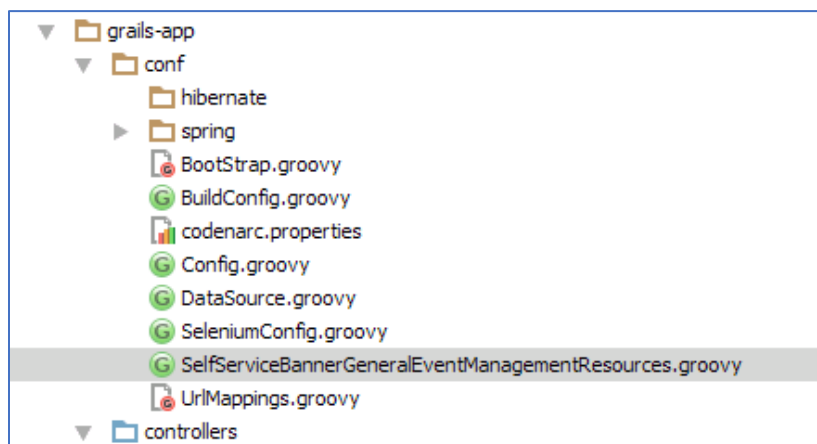 grails-app
conf
hibernate
spring
BootStrap.groovy
BuildConfig.groovy
codenarc.properties
Config.groovy
DataSource.groovy
SeleniumConfig.groovy
SelfServiceBannerGeneralEventManagementResources.groovy
UrlMappings.groovy
controllers